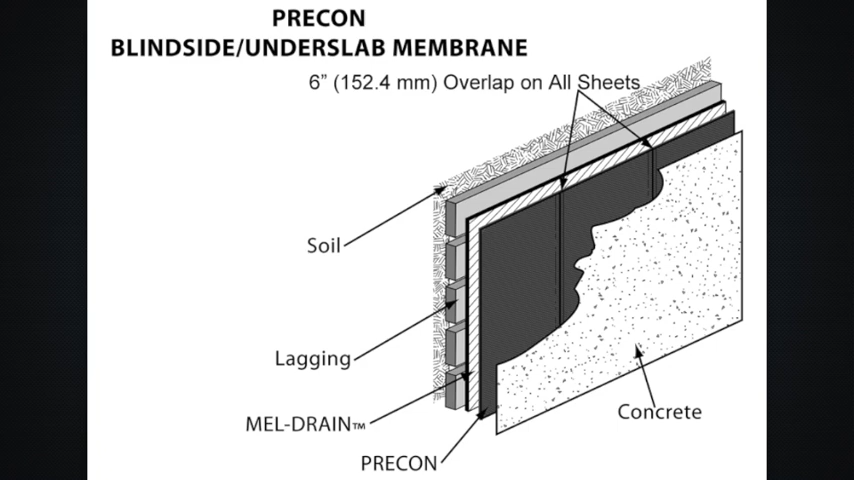 PRECON
BLINDSIDE/UNDERSLAB MEMBRANE
6” (152.4 mm) Overlap on All Sheets
Soil
Lagging
MEL-DRAIN™
Concrete
PRECON